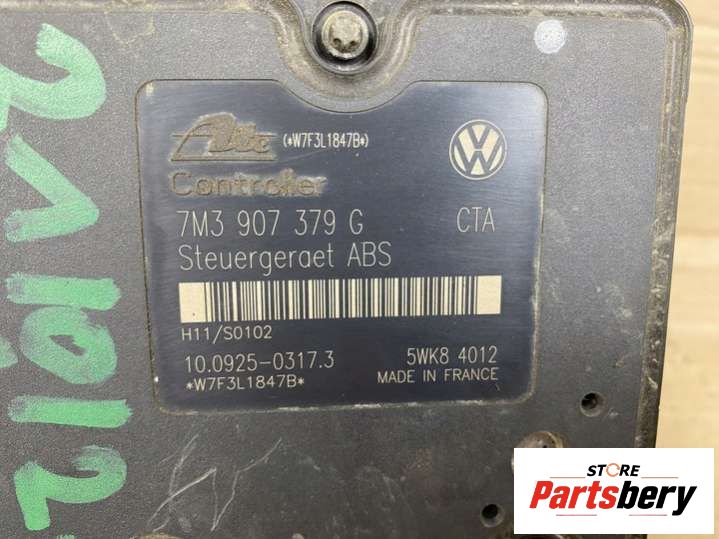 Ate (*W7F3L1847B*)
Controller
7M3 907 379 G CTA
Steuergeraet ABS
H11/S0102
10.0925-0317.3 5WK8 4012
*W7F3L1847B* MADE IN FRANCE
STORE
Partsbery